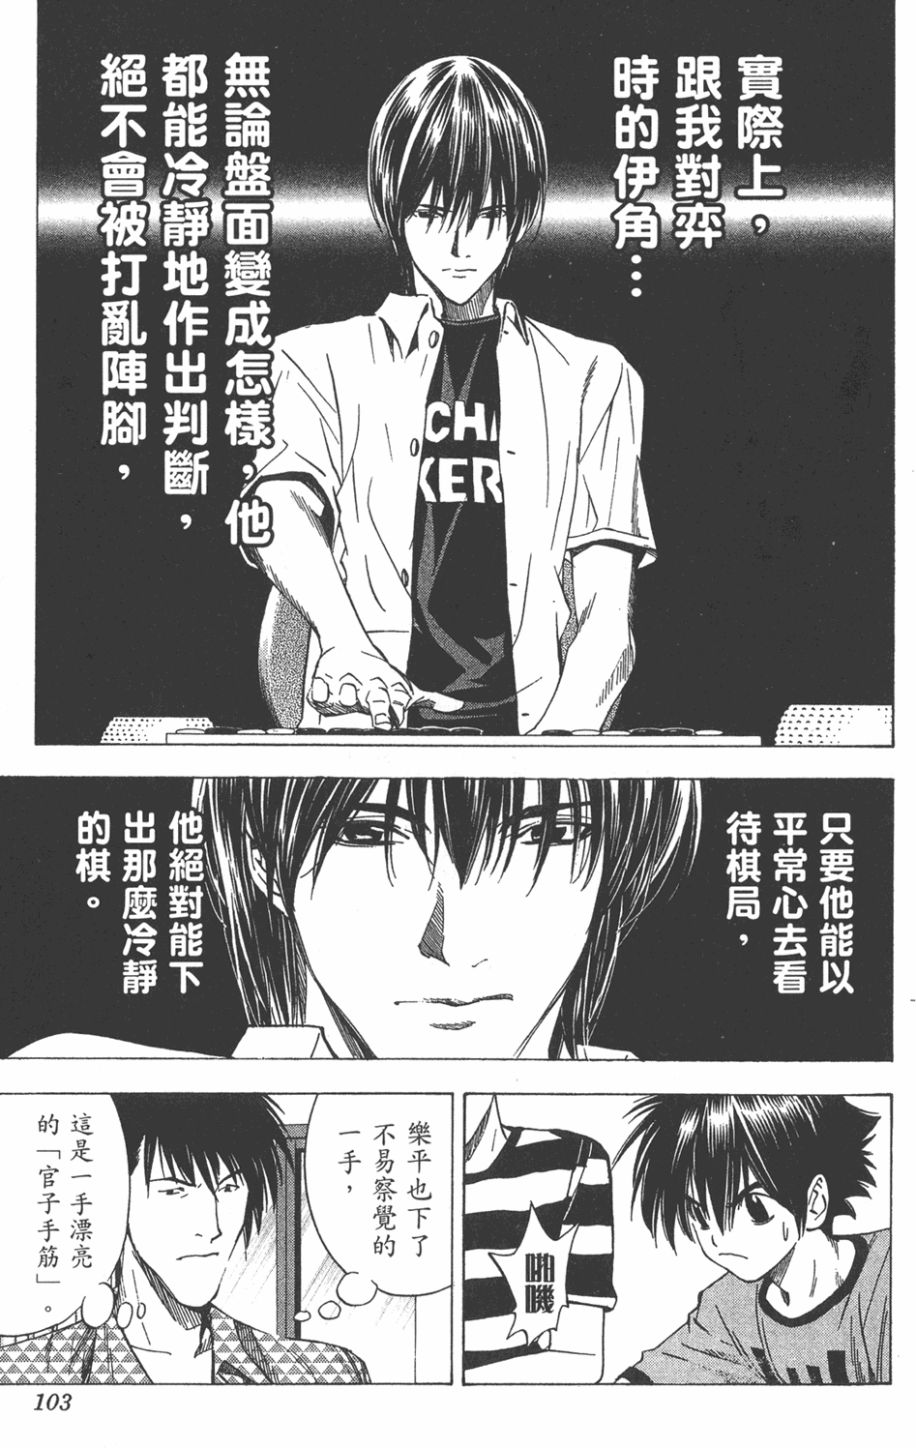 實際上，
跟我對弈
時的伊角…
無論盤面變成怎樣，他
都能冷靜地作出判斷，
絕不會被打亂陣腳，
CHA
KER
只要他能以
平常心去看
待棋局，
他絕對能下
出那麼冷靜
的棋。
啪嘰
樂平也下了
不易察覺的
一手，
這是一手漂亮
的「官子手筋」。
103